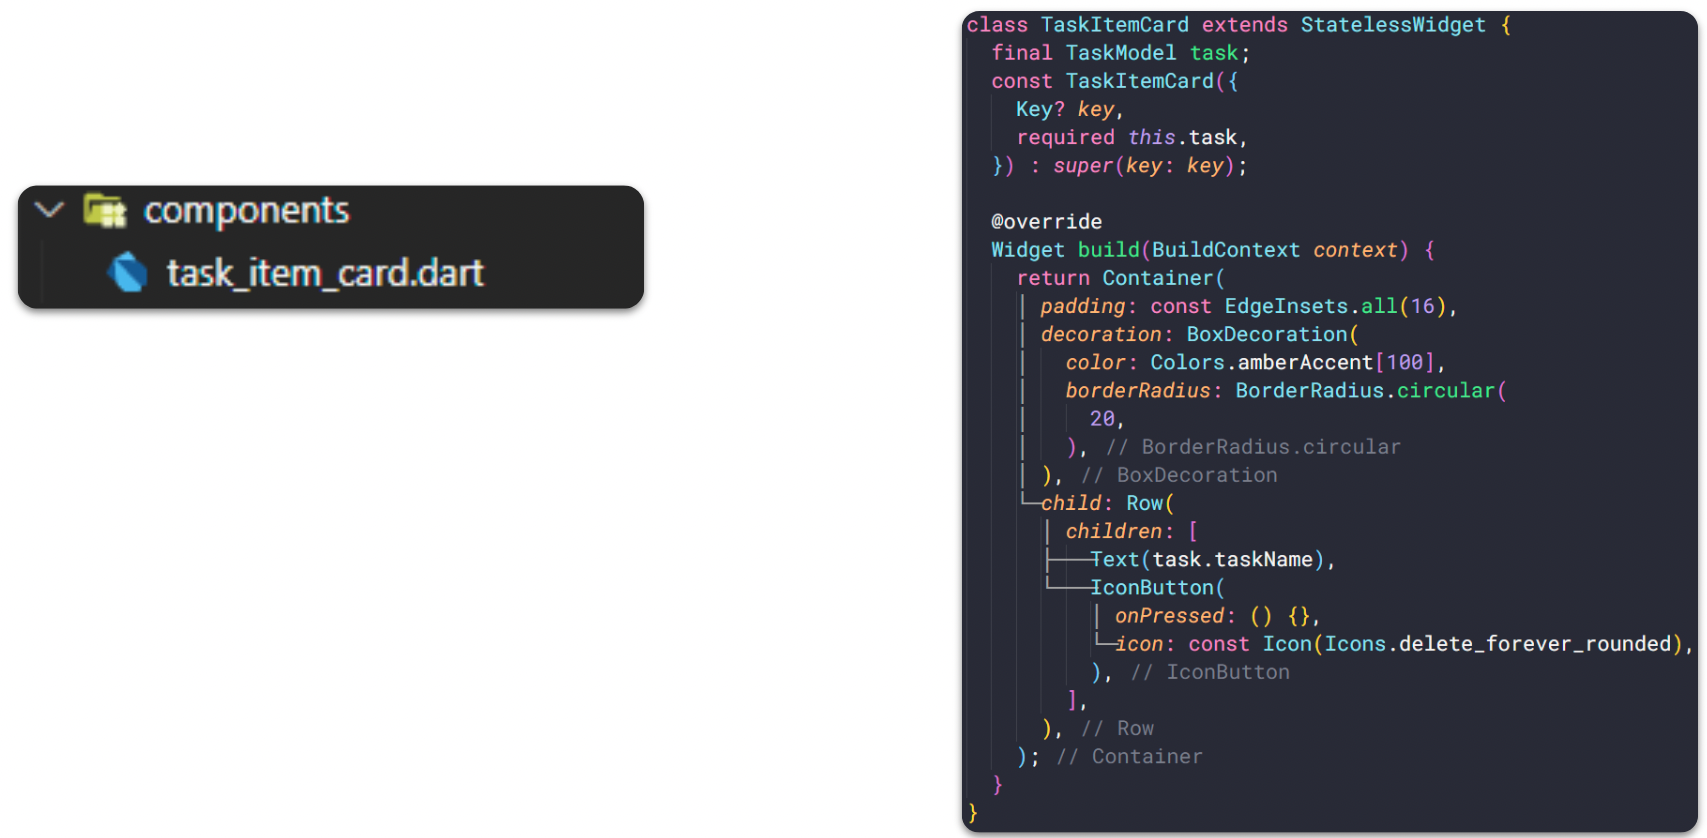 components
task_item_card.dart
class TaskItemCard extends StatelessWidget {
  final TaskModel task;
  const TaskItemCard({
    Key? key,
    required this.task,
  }) : super(key: key);

  @override
  Widget build(BuildContext context) {
    return Container(
      padding: const EdgeInsets.all(16),
      decoration: BoxDecoration(
        color: Colors.amberAccent[100],
        borderRadius: BorderRadius.circular(
          20,
        ), // BorderRadius.circular
      ), // BoxDecoration
      child: Row(
        children: [
          Text(task.taskName),
          IconButton(
            onPressed: () {},
            icon: const Icon(Icons.delete_forever_rounded),
          ), // IconButton
        ],
      ), // Row
    ); // Container
  }
}